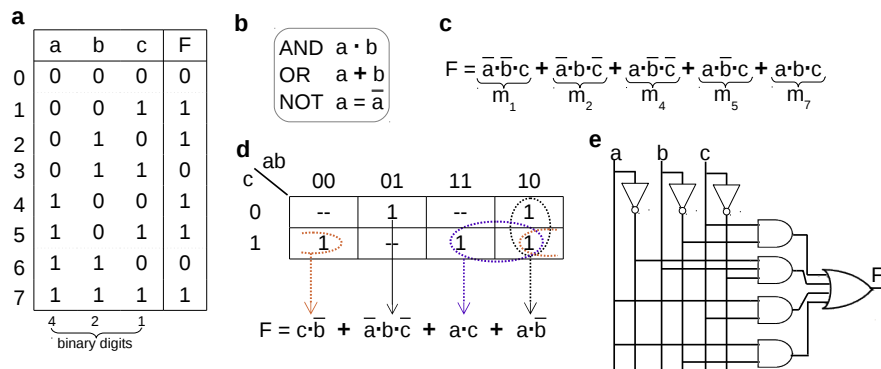 a
a b c F
0 0 0 0 0
1 0 0 1 1
2 0 1 0 1
3 0 1 1 0
4 1 0 0 1
5 1 0 1 1
6 1 1 0 0
7 1 1 1 1
4 2 1
binary digits
b
AND a · b
OR a + b
NOT a = a̅
c
F = a̅·b̅·c + a̅·b·c̅ + a·b̅·c̅ + a·b̅·c + a·b·c
m₁ m₂ m₄ m₅ m₇
d
ab
c 00 01 11 10
0 -- 1 -- 1
1 1 -- 1 1
F = c·b̅ + a̅·b·c̅ + a·c + a·b̅
e
a b c
F